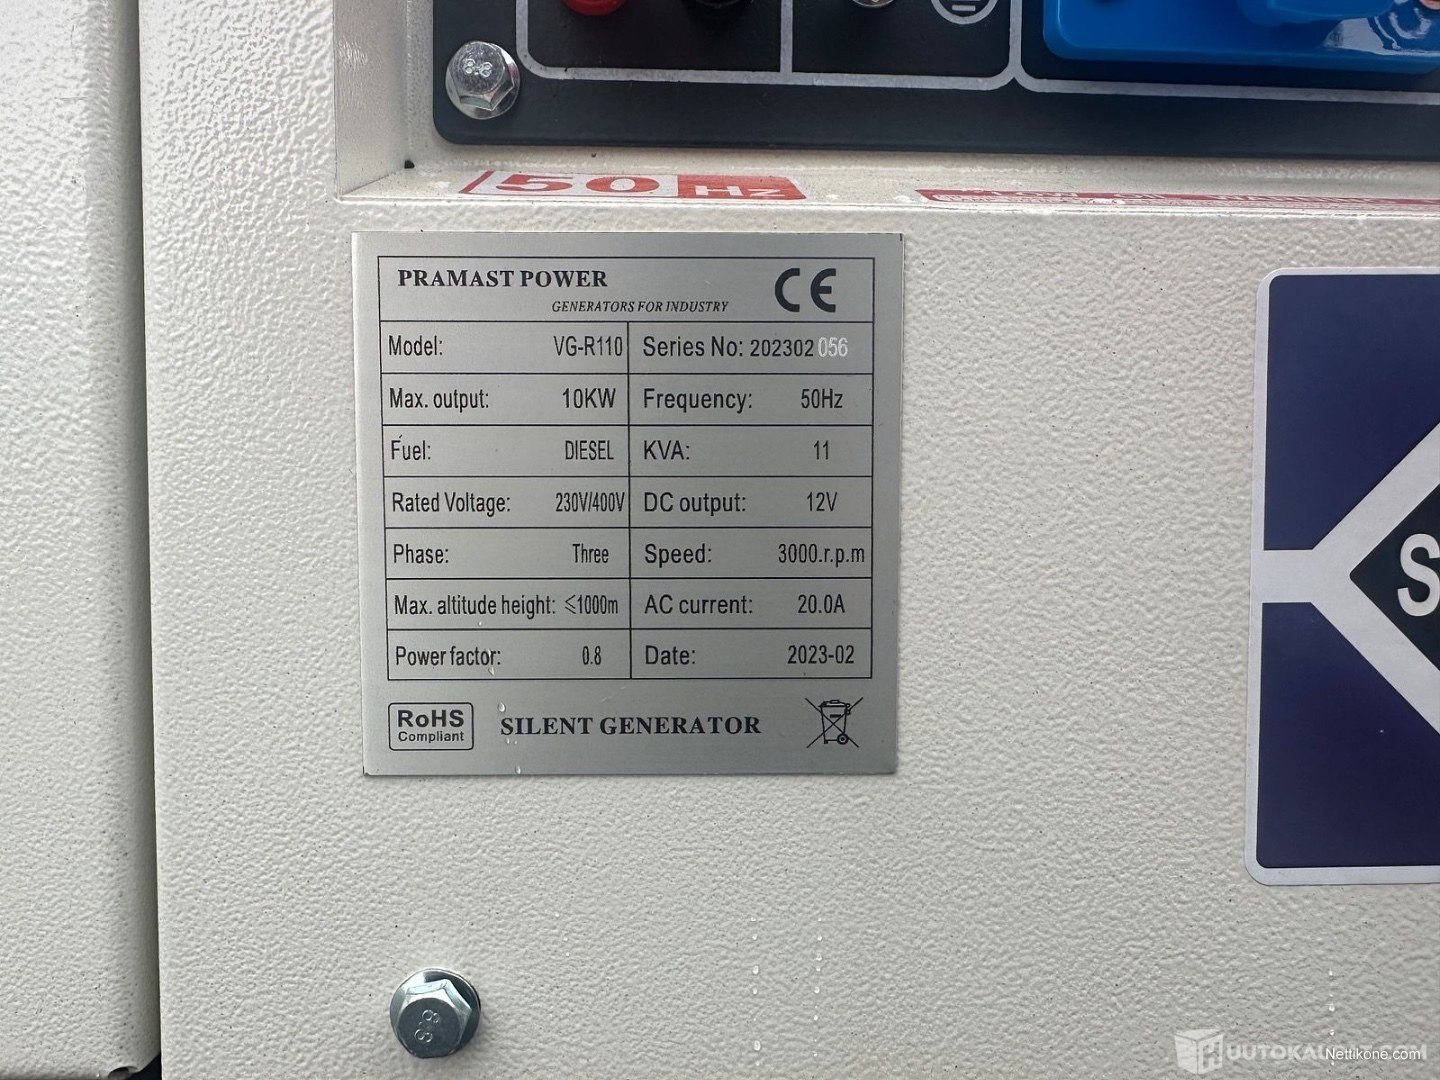 8.8
50 HZ
PRAMAST POWER
GENERATORS FOR INDUSTRY
CE
Model: VG-R110 Series No: 202302 056
Max. output: 10KW Frequency: 50Hz
Fuel: DIESEL KVA: 11
Rated Voltage: 230V/400V DC output: 12V
Phase: Three Speed: 3000.r.p.m
Max. altitude height: ≤1000m AC current: 20.0A
Power factor: 0.8 Date: 2023-02
RoHS
Compliant
SILENT GENERATOR
S
8.8
Nettikone.com